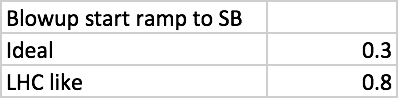 Blowup start ramp to SB
Ideal 0.3
LHC like 0.8